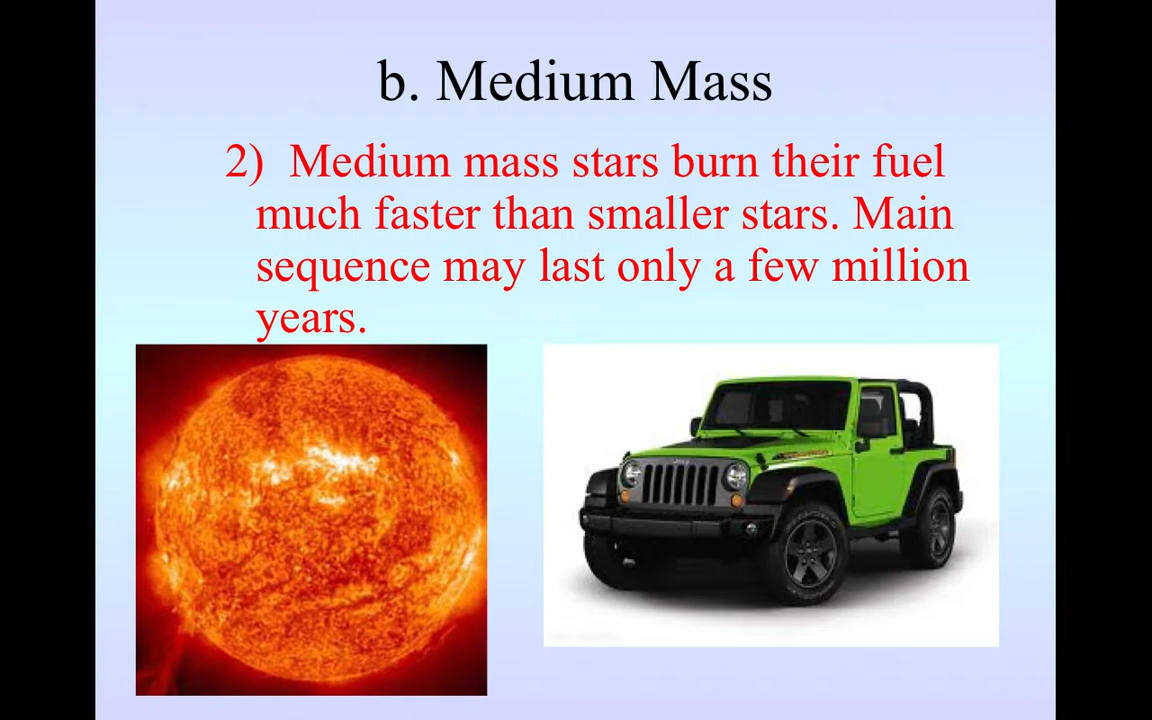 b. Medium Mass
2) Medium mass stars burn their fuel
much faster than smaller stars. Main
sequence may last only a few million
years.
Jeep